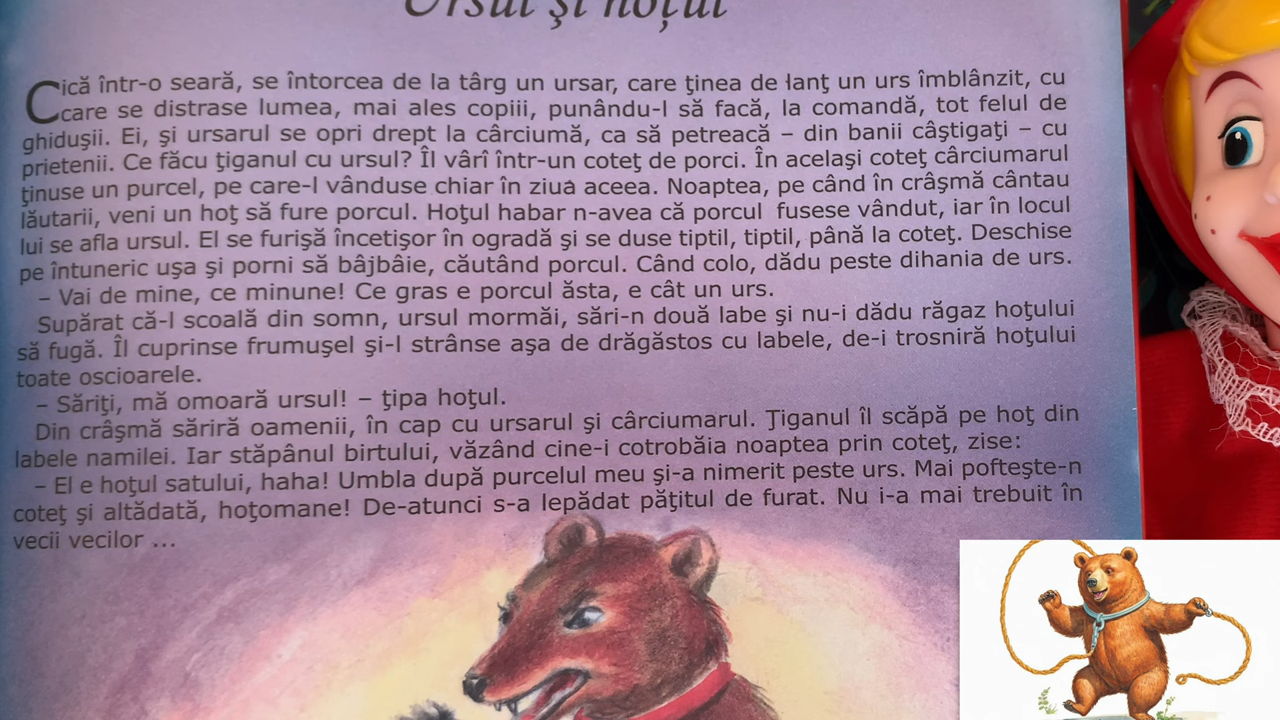 Ursul şi hoţul
Cică într-o seară, se întorcea de la târg un ursar, care ţinea de lanţ un urs îmblânzit, cu
care se distrase lumea, mai ales copiii, punându-l să facă, la comandă, tot felul de
ghiduşii. Ei, şi ursarul se opri drept la cârciumă, ca să petreacă – din banii câştigaţi – cu
prietenii. Ce făcu ţiganul cu ursul? Îl vârî într-un coteţ de porci. În acelaşi coteţ cârciumarul
ţinuse un purcel, pe care-l vânduse chiar în ziua aceea. Noaptea, pe când în crâşmă cântau
lăutarii, veni un hoţ să fure porcul. Hoţul habar n-avea că porcul fusese vândut, iar în locul
lui se afla ursul. El se furişă încetişor în ogradă şi se duse tiptil, tiptil, până la coteţ. Deschise
pe întuneric uşa şi porni să bâjbâie, căutând porcul. Când colo, dădu peste dihania de urs.
– Vai de mine, ce minune! Ce gras e porcul ăsta, e cât un urs.
Supărat că-l scoală din somn, ursul mormăi, sări-n două labe şi nu-i dădu răgaz hoţului
să fugă. Îl cuprinse frumuşel şi-l strânse aşa de drăgăstos cu labele, de-i trosniră hoţului
toate oscioarele.
– Săriţi, mă omoară ursul! – ţipa hoţul.
Din crâşmă săriră oamenii, în cap cu ursarul şi cârciumarul. Ţiganul îl scăpă pe hoţ din
labele namilei. Iar stăpânul birtului, văzând cine-i cotrobăia noaptea prin coteţ, zise:
– El e hoţul satului, haha! Umbla după purcelul meu şi-a nimerit peste urs. Mai pofteşte-n
coteţ şi altădată, hoţomane! De-atunci s-a lepădat păţitul de furat. Nu i-a mai trebuit în
vecii vecilor ...